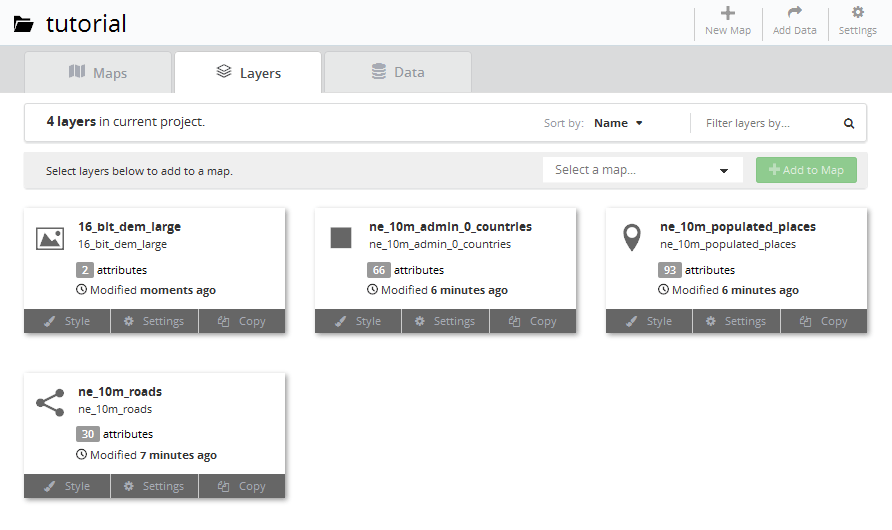 tutorial
New Map
Add Data
Settings
Maps
Layers
Data
4 layers in current project.
Sort by: Name
Filter layers by...
Select layers below to add to a map.
Select a map...
Add to Map
16_bit_dem_large
16_bit_dem_large
2 attributes
Modified moments ago
Style Settings Copy
ne_10m_admin_0_countries
ne_10m_admin_0_countries
66 attributes
Modified 6 minutes ago
Style Settings Copy
ne_10m_populated_places
ne_10m_populated_places
93 attributes
Modified 6 minutes ago
Style Settings Copy
ne_10m_roads
ne_10m_roads
30 attributes
Modified 7 minutes ago
Style Settings Copy